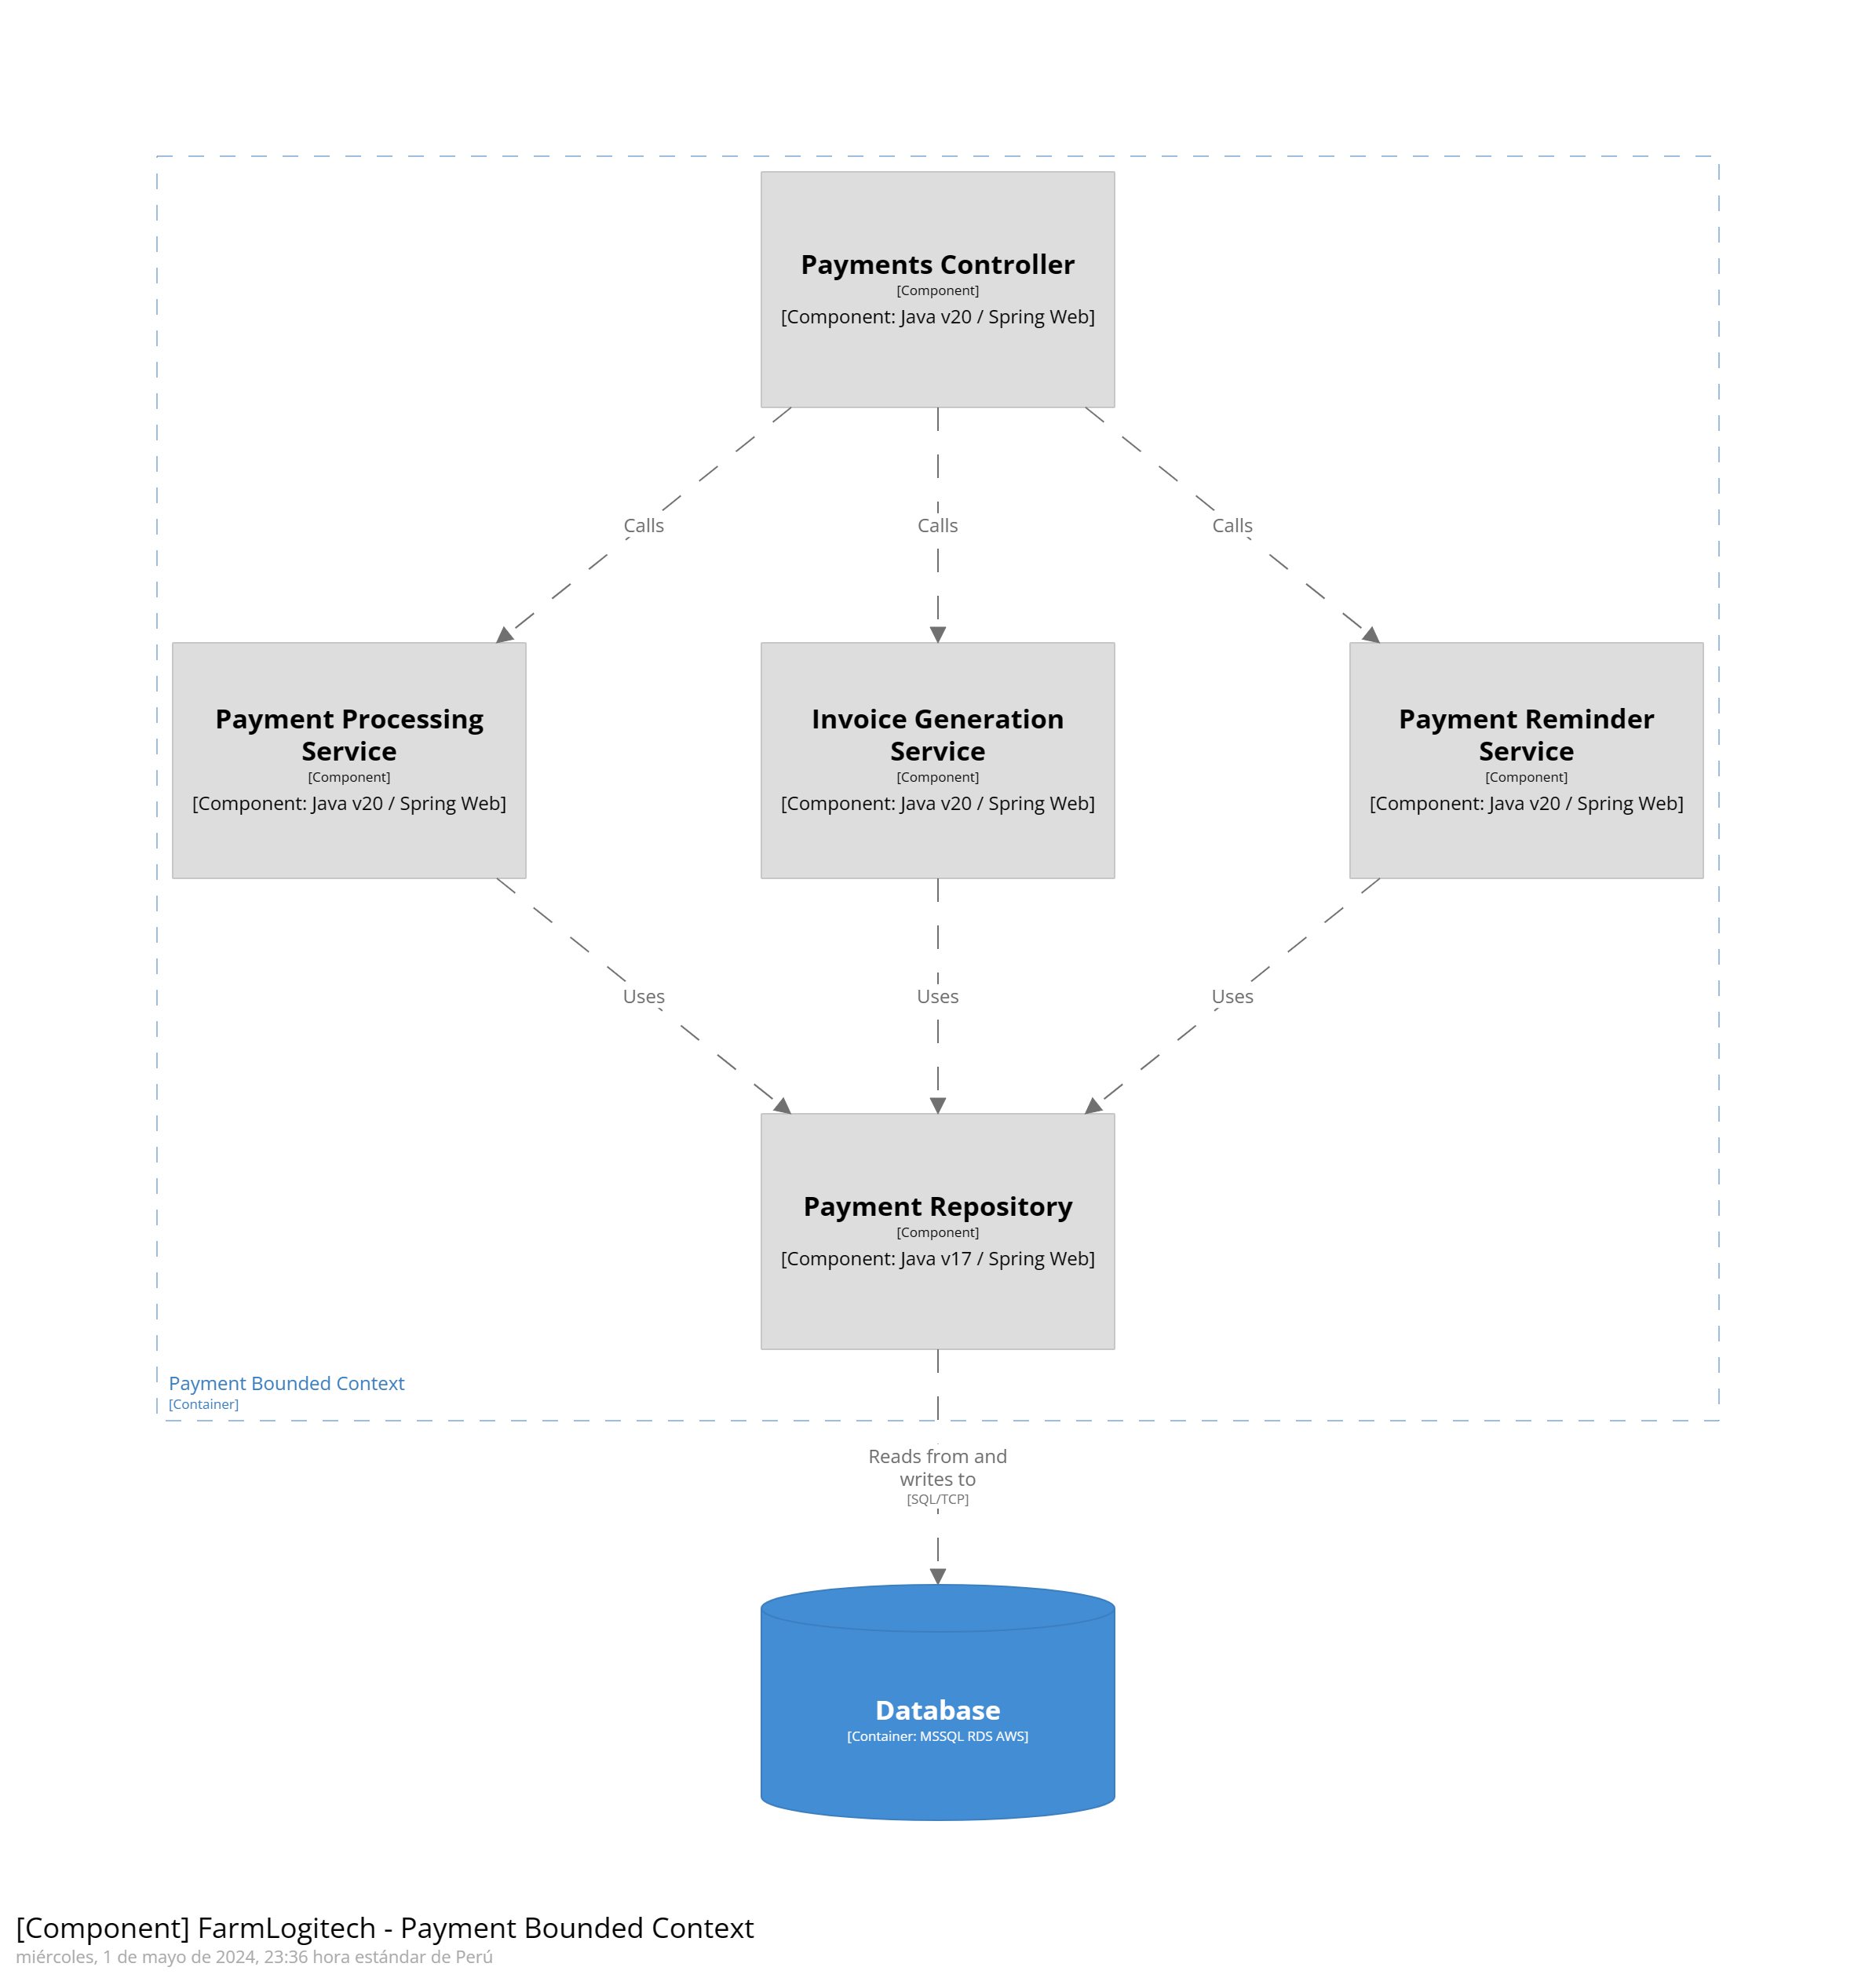 Payments Controller
[Component]
[Component: Java v20 / Spring Web]
Calls
Calls
Calls
Payment Processing
Service
[Component]
[Component: Java v20 / Spring Web]
Invoice Generation
Service
[Component]
[Component: Java v20 / Spring Web]
Payment Reminder
Service
[Component]
[Component: Java v20 / Spring Web]
Uses
Uses
Uses
Payment Repository
[Component]
[Component: Java v17 / Spring Web]
Payment Bounded Context
[Container]
Reads from and
writes to
[SQL/TCP]
Database
[Container: MSSQL RDS AWS]
[Component] FarmLogitech - Payment Bounded Context
miércoles, 1 de mayo de 2024, 23:36 hora estándar de Perú